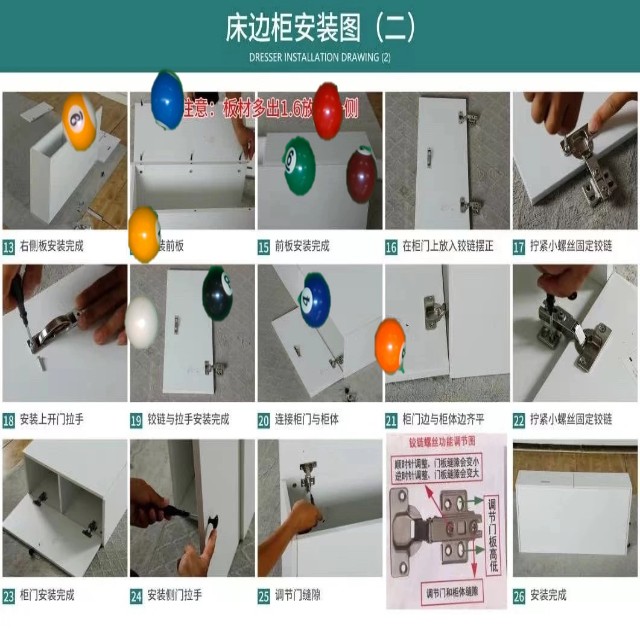 床边柜安装图（二）
DRESSER INSTALLATION DRAWING (2)
注意：板材多出1.6放
侧
13 右侧板安装完成
装前板
15 前板安装完成
16 在柜门上放入铰链摆正
17 拧紧小螺丝固定铰链
18 安装上开门拉手
19 铰链与拉手安装完成
20 连接柜门与柜体
21 柜门边与柜体边齐平
22 拧紧小螺丝固定铰链
铰链螺丝功能调节图
顺时针调整，门板缝隙会变小
逆时针调整，门板缝隙会变大
调节门板高低
调节门和柜体缝隙
23 柜门安装完成
24 安装侧门拉手
25 调节门缝隙
26 安装完成